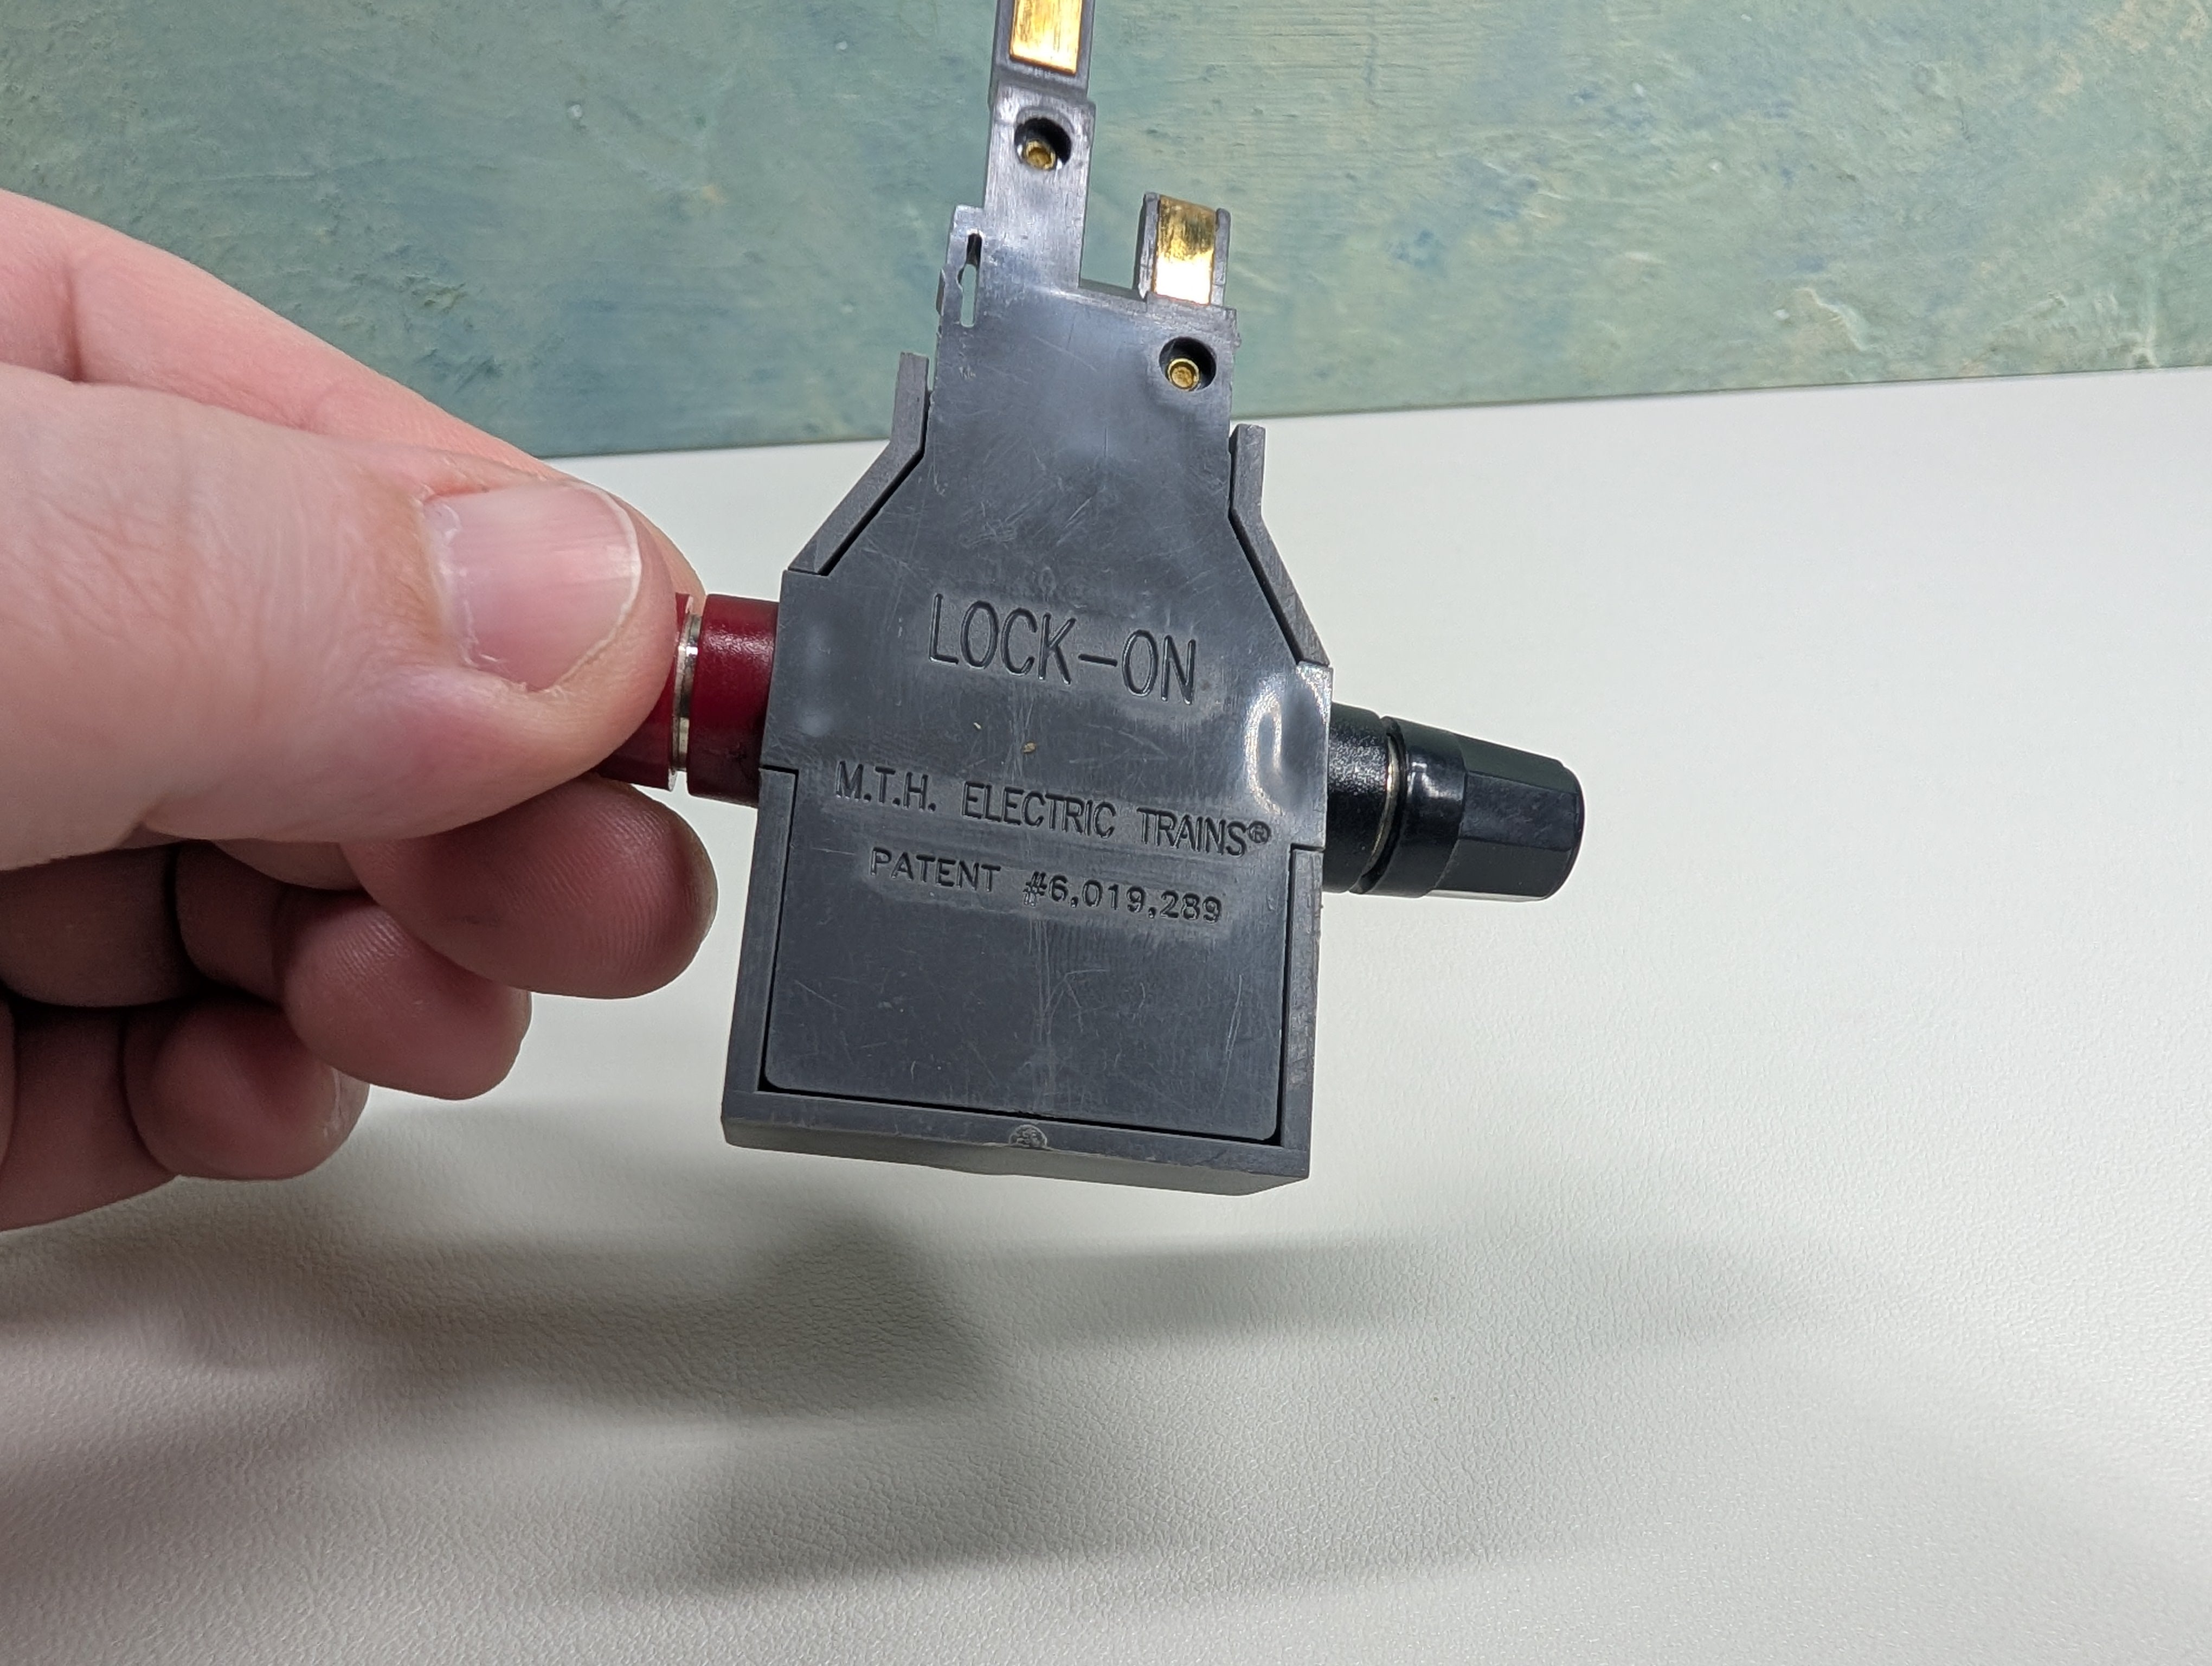 LOCK-ON
M.T.H. ELECTRIC TRAINS®
PATENT #6,019,289